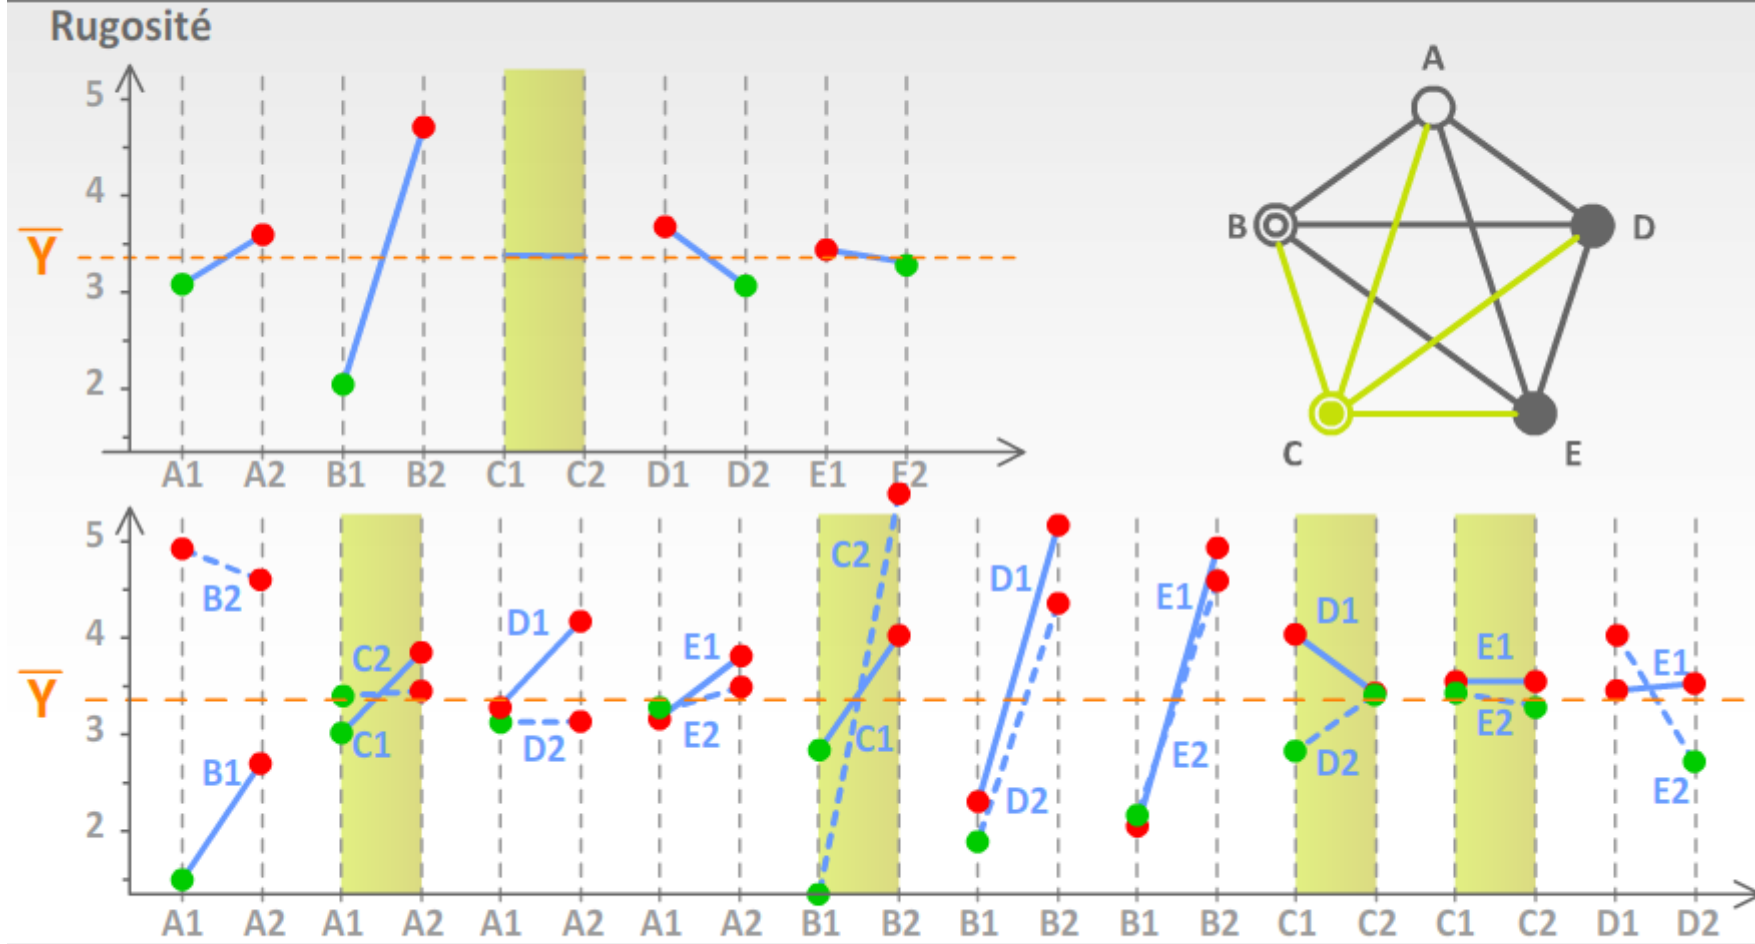 Rugosité
5
4
3
2
Y
A1 A2 B1 B2 C1 C2 D1 D2 E1 E2
A
B
D
C
E
5
4
3
2
Y
B2
B1
C2
C1
D1
D2
E1
E2
C2
C1
D1
D2
E1
E2
D1
D2
E1
E2
E1
E2
A1 A2 A1 A2 A1 A2 A1 A2 B1 B2 B1 B2 B1 B2 C1 C2 C1 C2 D1 D2